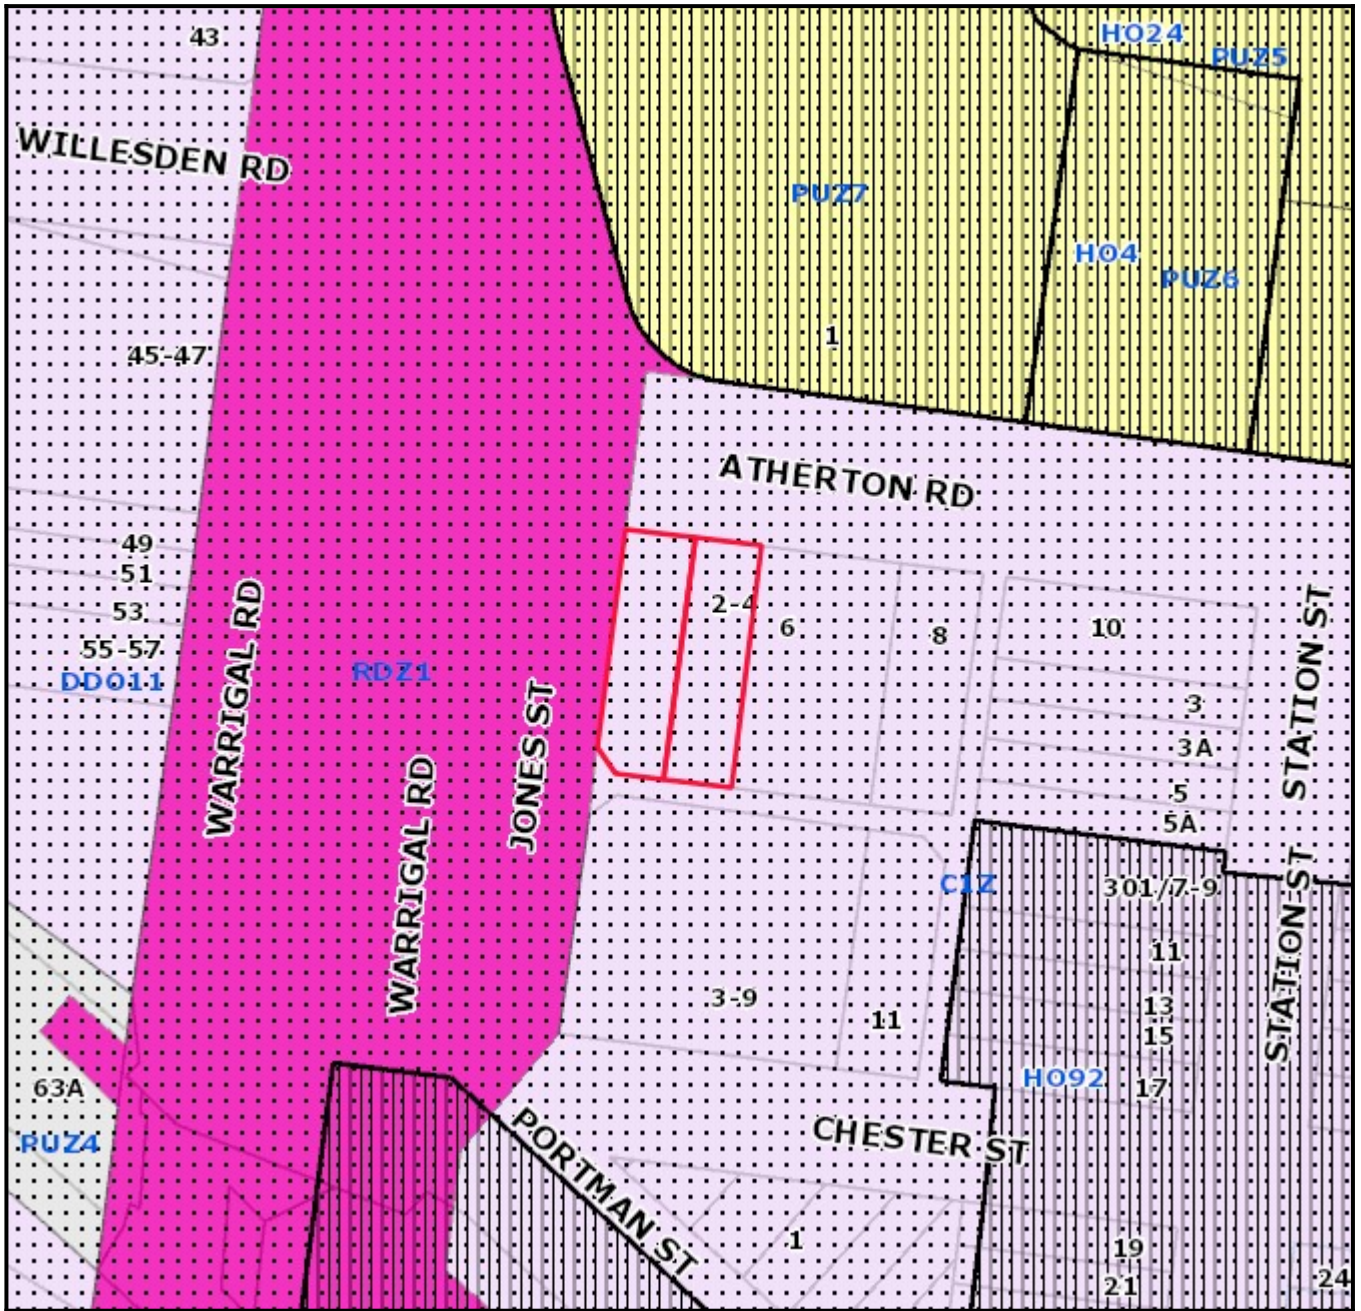 43
HO24
PUZ5
WILLESDEN RD
PUZ7
HO4
PUZ6
1
45-47
ATHERTON RD
49
51
53
55-57
DDO11
WARRIGAL RD
RDZ1
JONES ST
WARRIGAL RD
2-4
6
8
10
3
3A
5
5A
STATION ST
C1Z
301/7-9
11
13
15
17
HO92
STATION ST
3-9
11
63A
PUZ4
CHESTER ST
PORTMAN ST
1
19
21
24